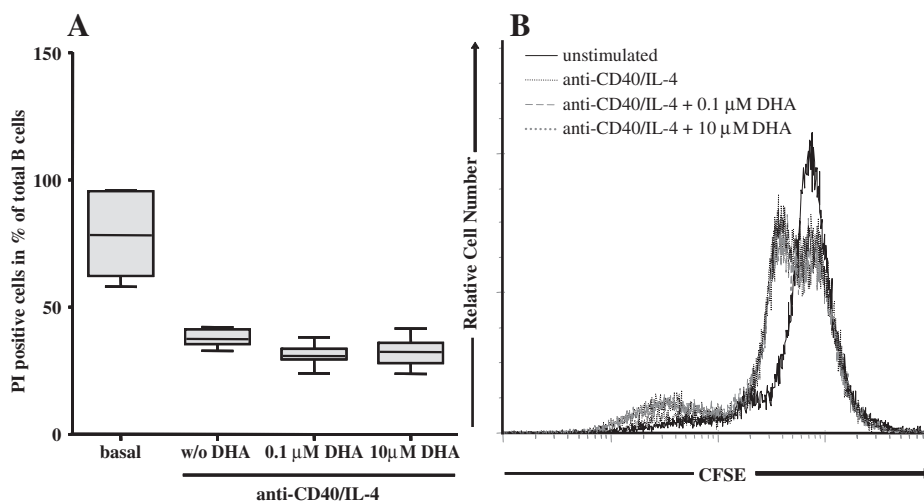 A
PI positive cells in % of total B cells
150
100
50
0
basal
w/o DHA
0.1 μM DHA
10μM DHA
anti-CD40/IL-4
B
unstimulated
anti-CD40/IL-4
anti-CD40/IL-4 + 0.1 μM DHA
anti-CD40/IL-4 + 10 μM DHA
Relative Cell Number
CFSE